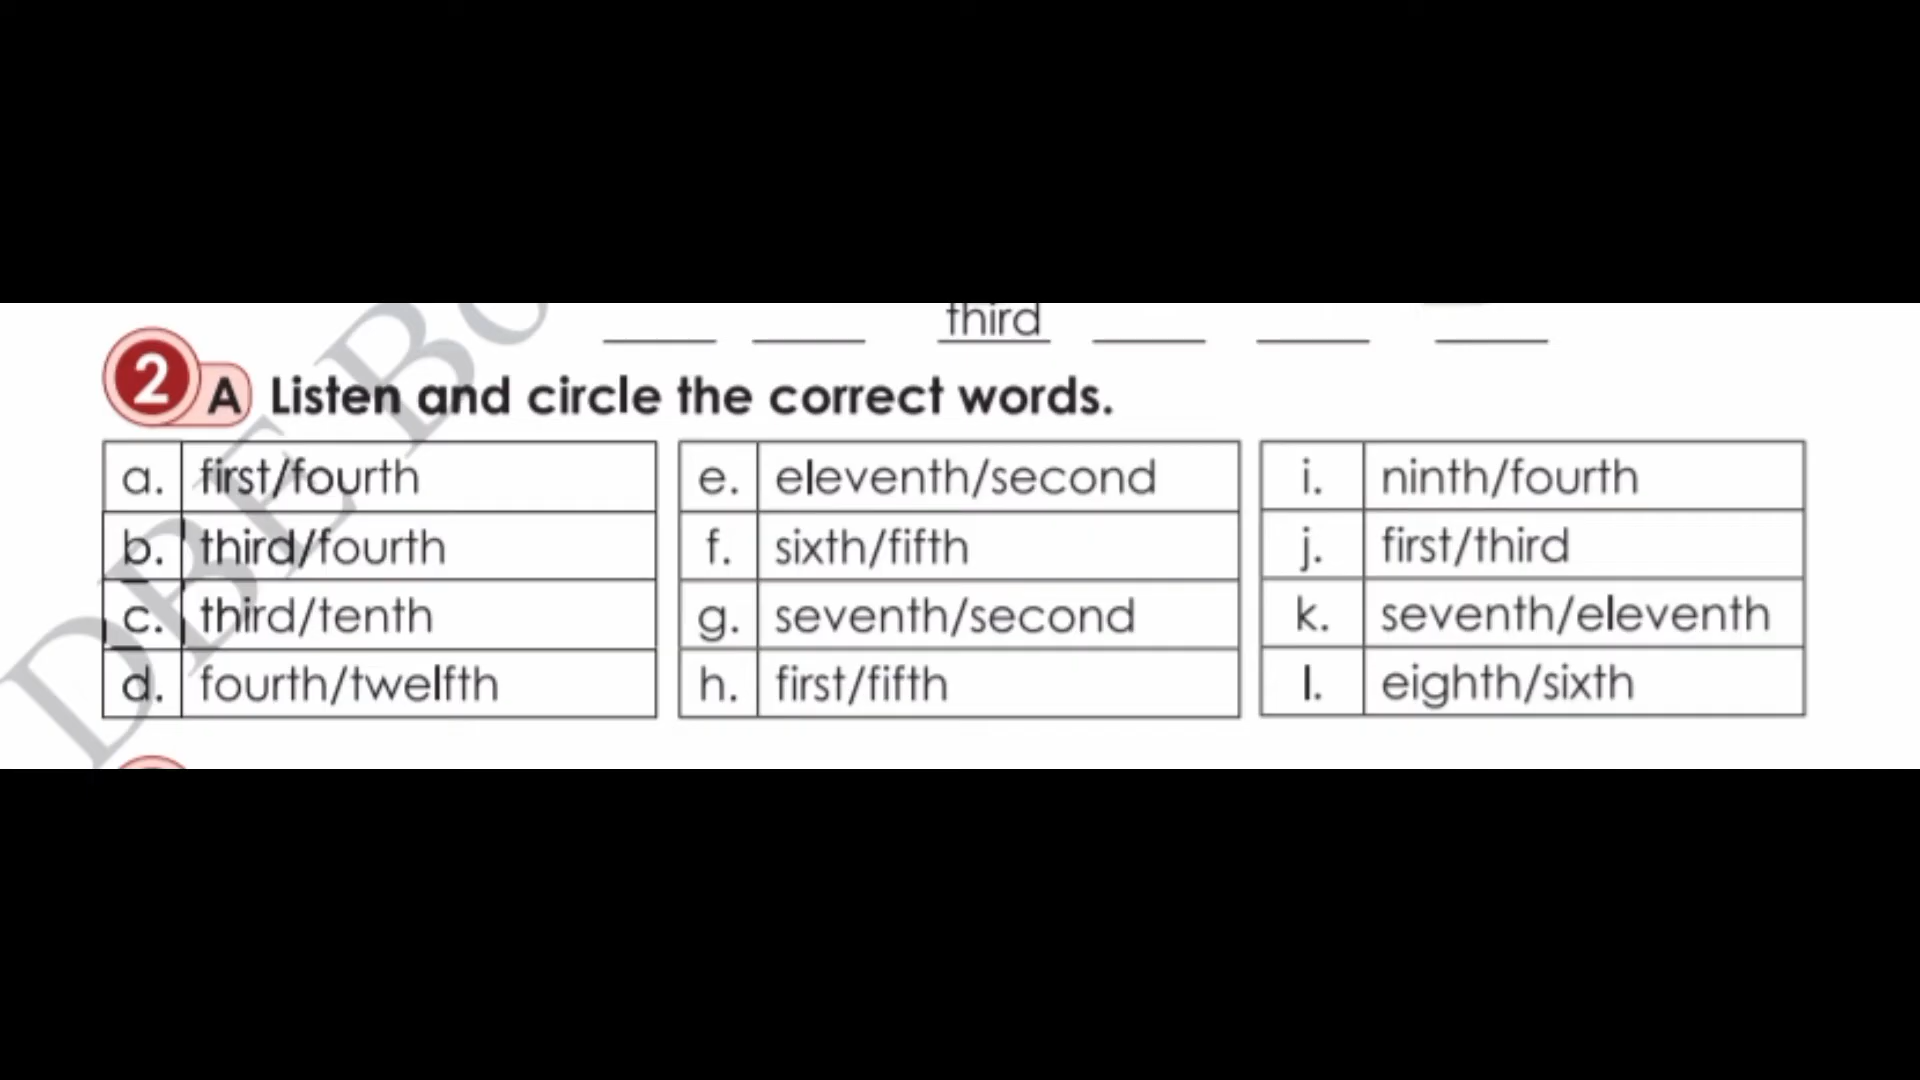 third
2 A Listen and circle the correct words.
a. first/fourth
b. third/fourth
c. third/tenth
d. fourth/twelfth
e. eleventh/second
f. sixth/fifth
g. seventh/second
h. first/fifth
i. ninth/fourth
j. first/third
k. seventh/eleventh
l. eighth/sixth
DBE